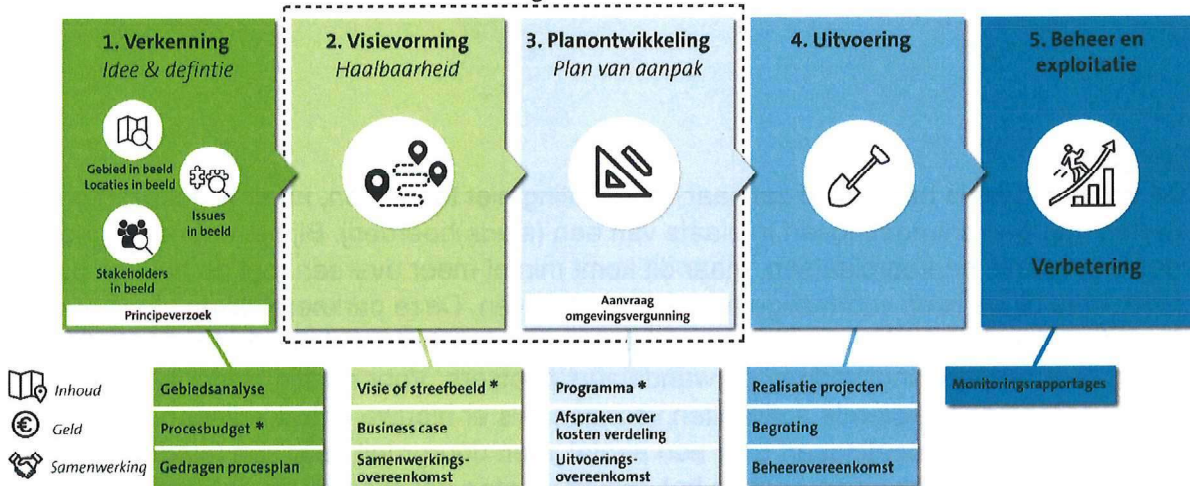 1. Verkenning
Idee & defintie
Gebied in beeld
Locaties in beeld
Issues
in beeld
Stakeholders
in beeld
Principeverzoek
2. Visievorming
Haalbaarheid
3. Planontwikkeling
Plan van aanpak
Aanvraag
omgevingsvergunning
4. Uitvoering
5. Beheer en
exploitatie
Verbetering
Inhoud
Geld
Samenwerking
Gebiedsanalyse
Procesbudget *
Gedragen procesplan
Visie of streefbeeld *
Business case
Samenwerkings-
overeenkomst
Programma *
Afspraken over
kosten verdeling
Uitvoerings-
overeenkomst
Realisatie projecten
Begroting
Beheerovereenkomst
Monitoringsrapportages